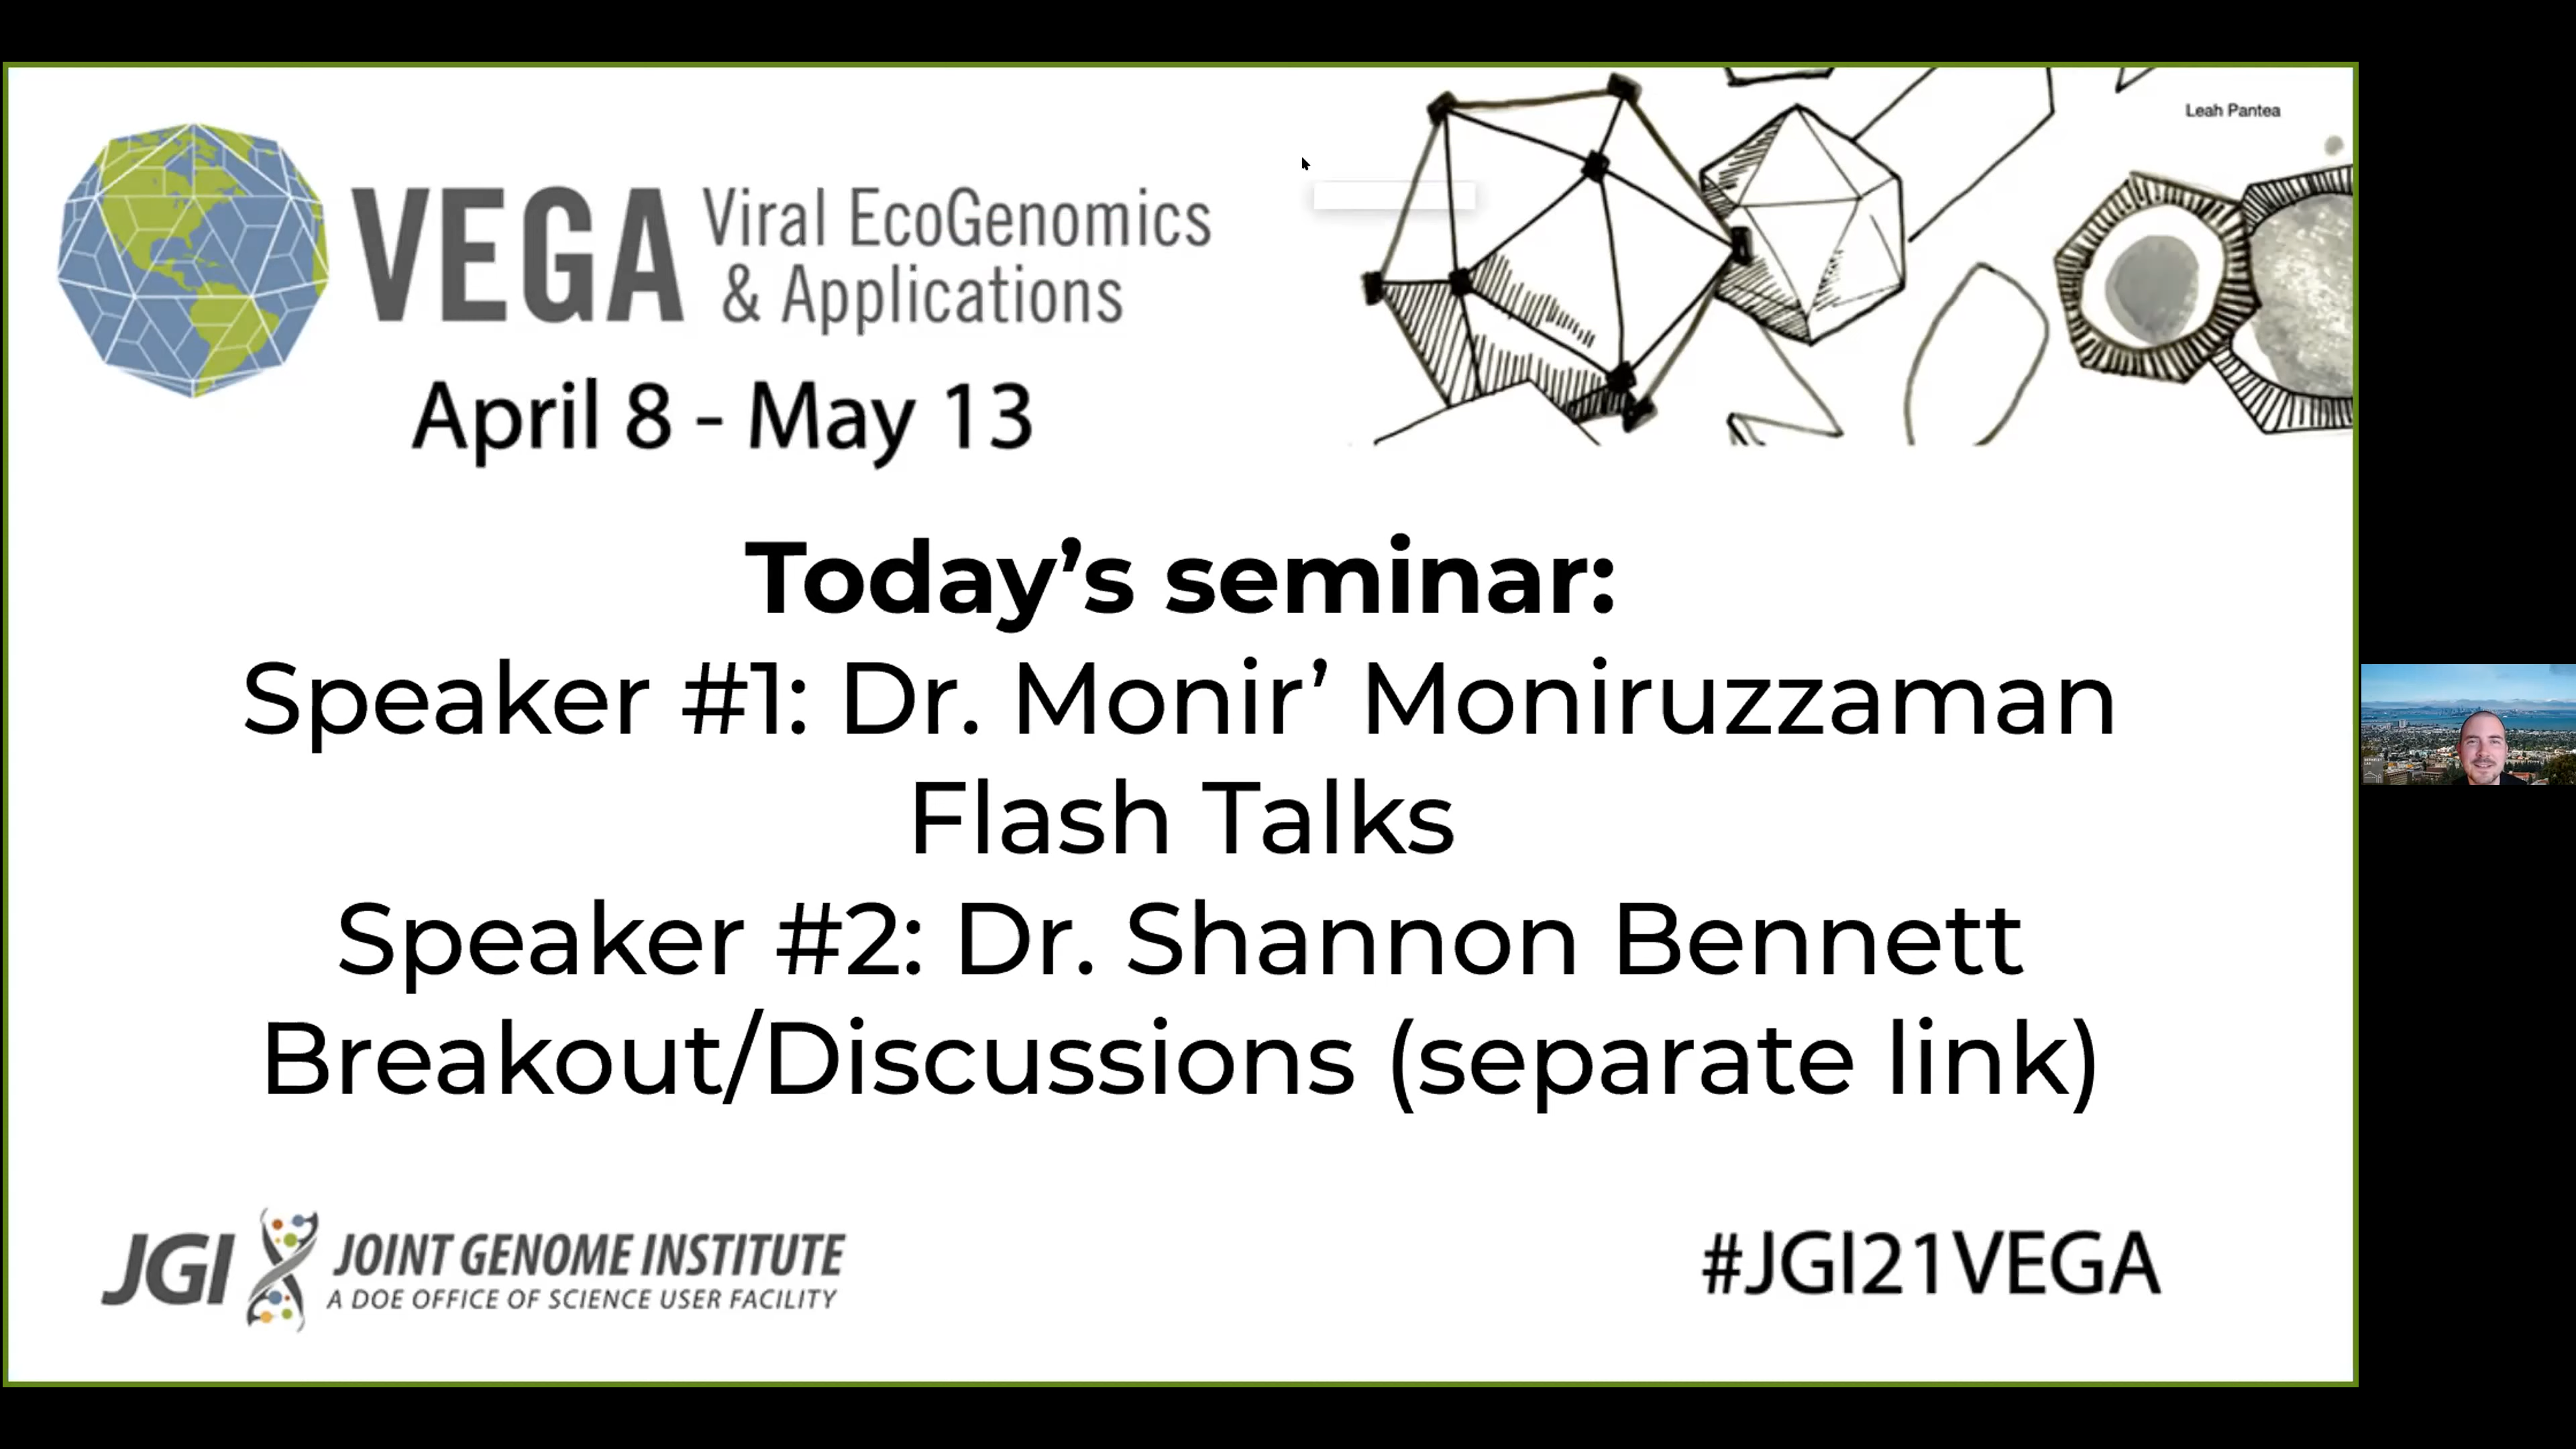 Leah Pantea
VEGA Viral EcoGenomics
& Applications
April 8 - May 13
Today’s seminar:
Speaker #1: Dr. Monir’ Moniruzzaman
Flash Talks
Speaker #2: Dr. Shannon Bennett
Breakout/Discussions (separate link)
JGI JOINT GENOME INSTITUTE
A DOE OFFICE OF SCIENCE USER FACILITY
#JGI21VEGA